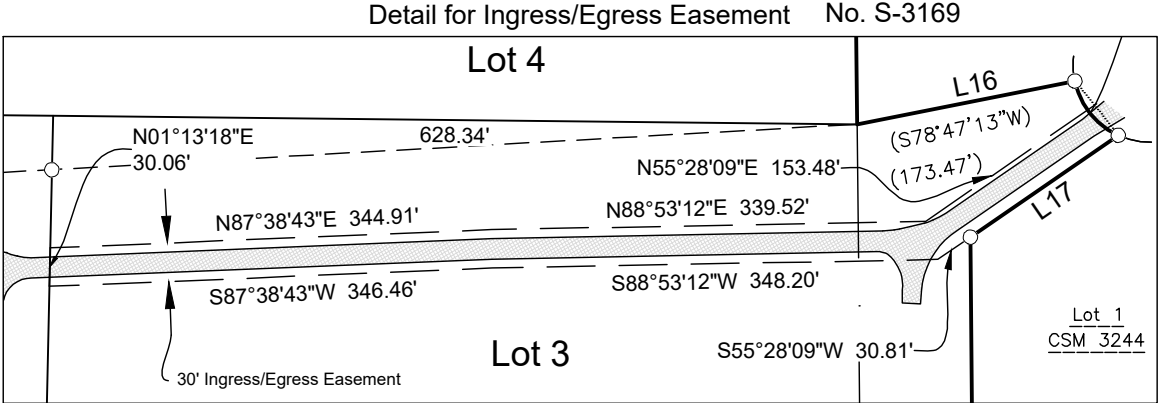 Detail for Ingress/Egress Easement No. S-3169
Lot 4
L16
N01°13'18"E
30.06'
628.34'
(S78°47'13"W)
(173.47')
N55°28'09"E 153.48'
L17
N87°38'43"E 344.91'
N88°53'12"E 339.52'
S87°38'43"W 346.46'
S88°53'12"W 348.20'
Lot 1
CSM 3244
Lot 3
S55°28'09"W 30.81'
30' Ingress/Egress Easement